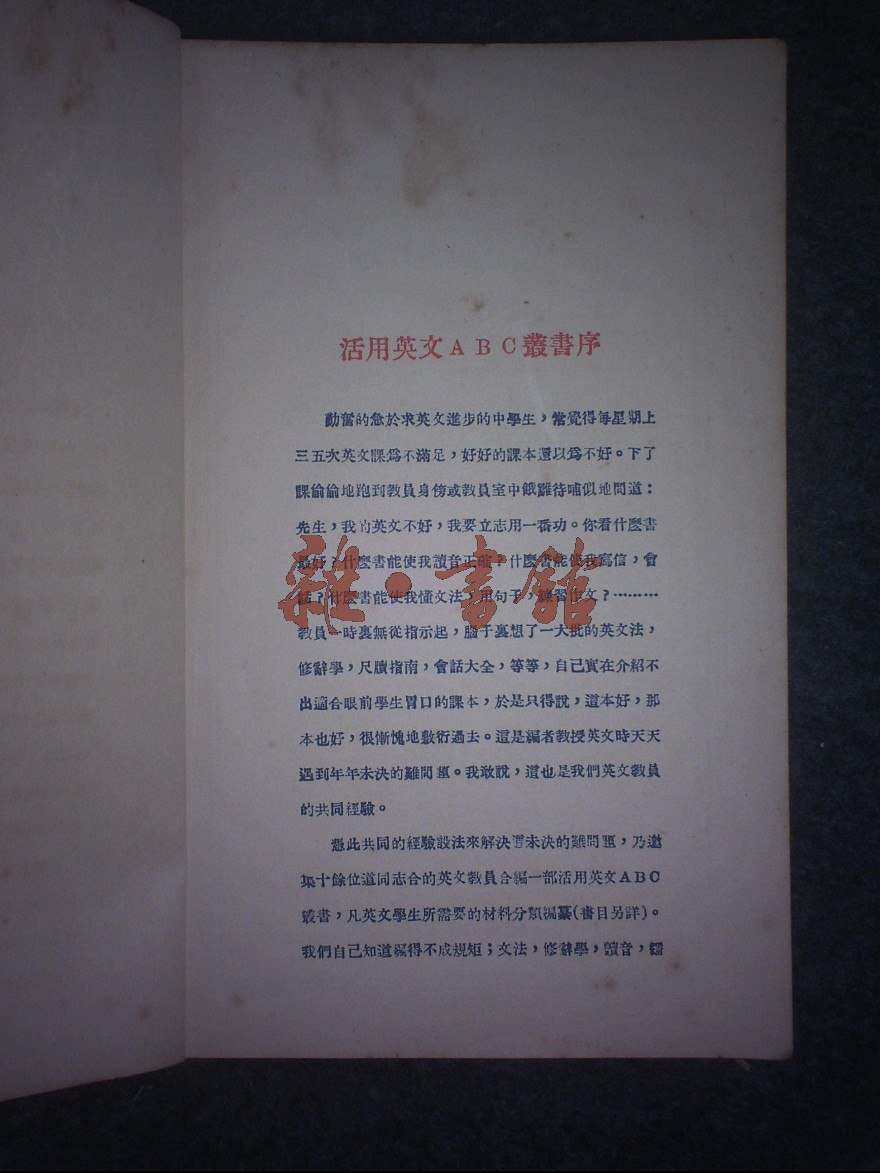 活用英文ABC叢書序
勤奮的急於求英文進步的中學生，常覺得每星期上
三五次英文課爲不滿足，好好的課本還以爲不好。下了
課偷偷地跑到教員身傍或教員室中餓雞待哺似地問道：
先生，我的英文不好，我要立志用一番功。你看什麼書
最好？什麼書能使我讀音正確？什麼書能使我寫信，會
話？什麼書能使我懂文法，用句子，練習作文？………
教員一時裏無從指示起，腦子裏想了一大批的英文法，
修辭學，尺牘指南，會話大全，等等，自己實在介紹不
出適合眼前學生胃口的課本，於是只得說，這本好，那
本也好，很慚愧地敷衍過去。這是編者教授英文時天天
遇到年年未決的難問題。我敢說，這也是我們英文教員
的共同經驗。
憑此共同的經驗設法來解決這未決的難問題，乃邀
集十餘位道同志合的英文教員合編一部活用英文ABC
叢書，凡英文學生所需要的材料分類編纂(書目另詳)。
我們自己知道編得不成規矩；文法，修辭學，讀音，
雜·書館